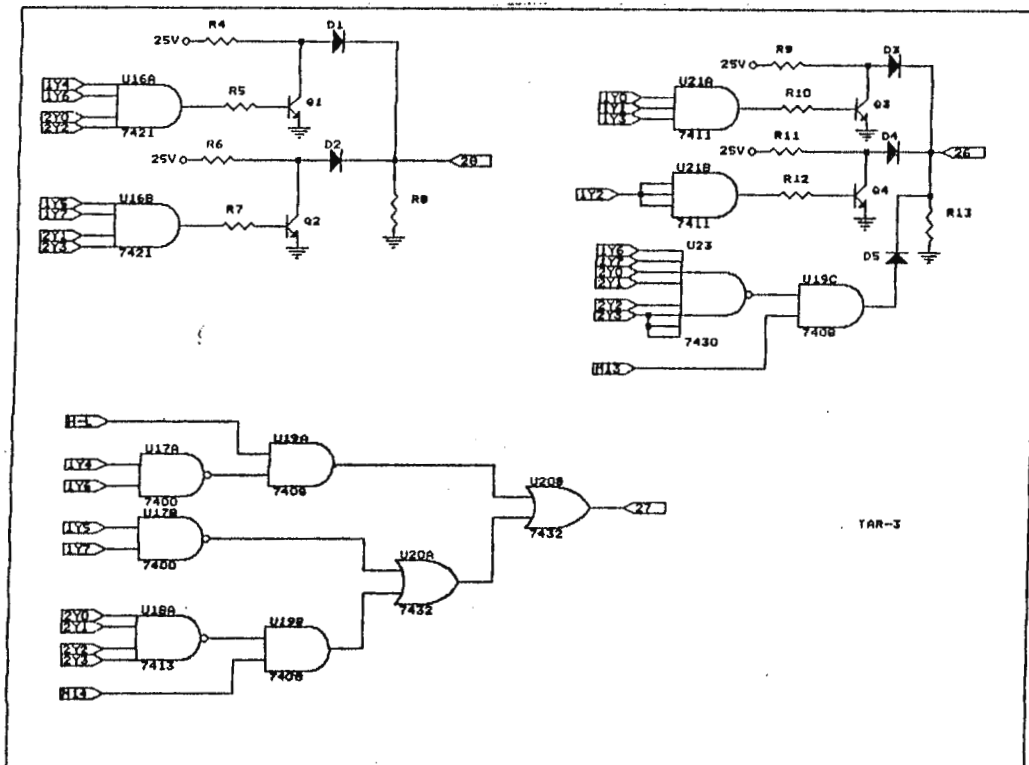 R4
D1
25V
U16A
1Y4
1Y6
2Y0
2Y2
7421
R5
Q1
R6
D2
25V
28
U16B
1Y5
1Y7
2Y1
2Y3
7421
R7
Q2
R8
R9
D3
25V
U21A
1Y0
1Y1
1Y3
7411
R10
Q3
R11
D4
25V
26
U21B
1Y2
7411
R12
Q4
R13
U23
1Y6
1Y7
2Y0
2Y1
2Y2
2Y3
7430
D5
U19C
7408
M13
H-L
U17A
1Y4
1Y6
7400
U19A
7408
U17B
1Y5
1Y7
7400
U20B
7432
27
U20A
7432
U18A
2Y0
2Y1
2Y2
2Y3
7413
U19B
7408
M14
TAR-3